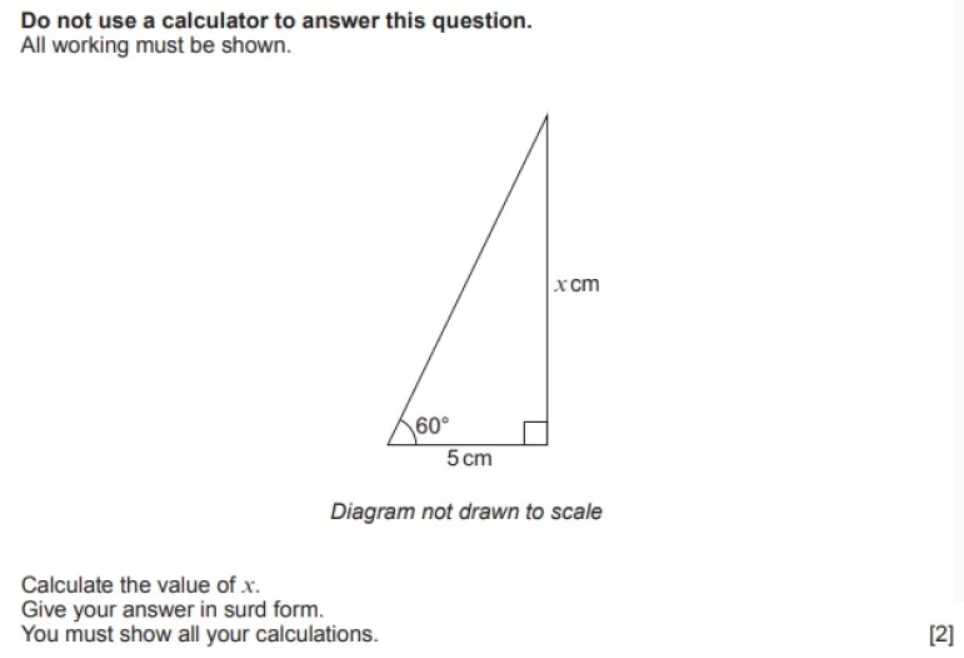 Do not use a calculator to answer this question.
All working must be shown.
x cm
60°
5 cm
Diagram not drawn to scale
Calculate the value of x.
Give your answer in surd form.
You must show all your calculations. [2]